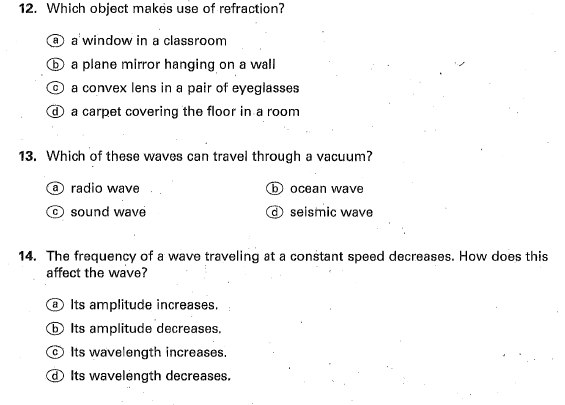 12. Which object makes use of refraction?
ⓐ a window in a classroom
ⓑ a plane mirror hanging on a wall
ⓒ a convex lens in a pair of eyeglasses
ⓓ a carpet covering the floor in a room
13. Which of these waves can travel through a vacuum?
ⓐ radio wave ⓑ ocean wave
ⓒ sound wave ⓓ seismic wave
14. The frequency of a wave traveling at a constant speed decreases. How does this
affect the wave?
ⓐ Its amplitude increases.
ⓑ Its amplitude decreases.
ⓒ Its wavelength increases.
ⓓ Its wavelength decreases.